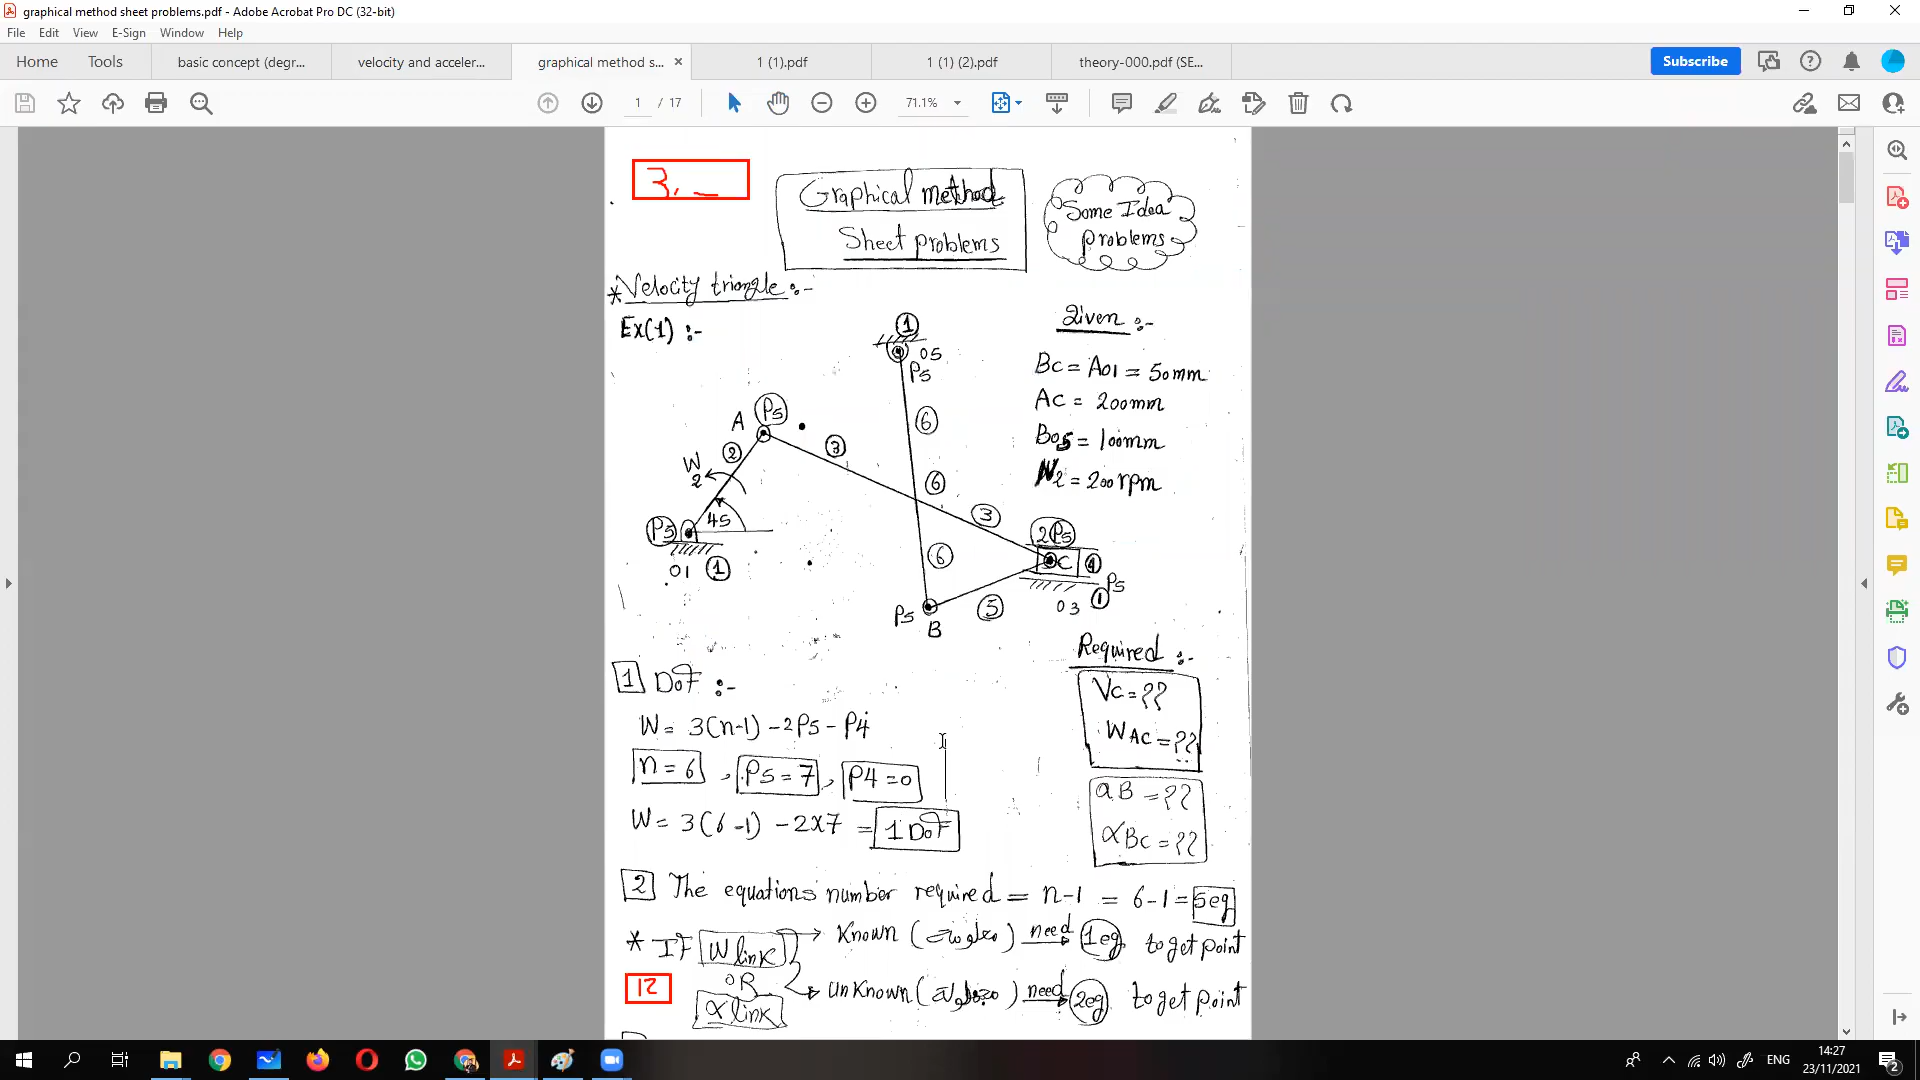 graphical method sheet problems.pdf - Adobe Acrobat Pro DC (32-bit)
File Edit View E-Sign Window Help
Home Tools basic concept (degr... velocity and acceler... graphical method s... × 1 (1).pdf 1 (1) (2).pdf theory-000.pdf (SE... Subscribe
1 / 17 71.1%
3._
Graphical method
Sheet problems
Some Idea
problems
*Velocity triangle :-
Ex(1) :-
Given :-
BC = AO1 = 50mm
AC = 200mm
BO5 = 100mm
N2 = 200 rpm
1
O5
P5
A P5
2
3
6
W
2
6
3
45
P5
2P5
C 4
6
P5
1
O1 1
5
O3
P5
B
Required :-
VC = ??
WAC = ??
aB = ??
αBC = ??
1 DOF :-
W = 3(n-1) - 2P5 - P4
n = 6 , P5 = 7 , P4 = 0
W = 3(6-1) - 2x7 = 1 DOF
2 The equations number required = n-1 = 6-1 = 5eq
* IF W link → Known ( ) need 1eq to get point
OR
α link → unKnown ( ) need 2eq to get point
12
ENG
14:27
23/11/2021
2